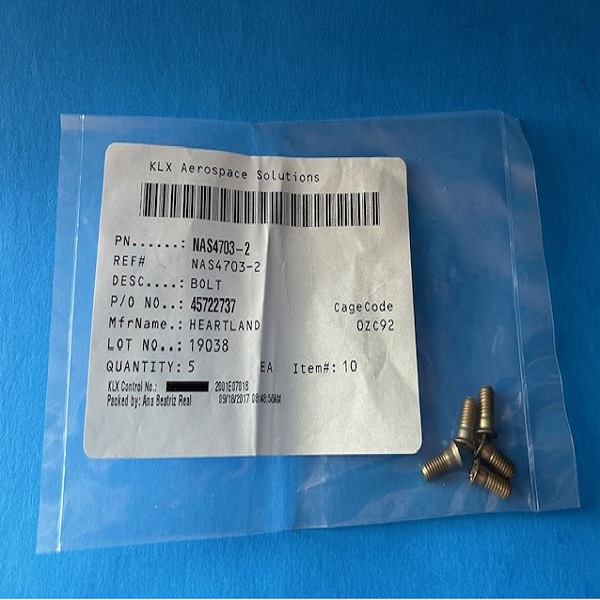 KLX Aerospace Solutions
PN......: NAS4703-2
REF# NAS4703-2
DESC....: BOLT
P/O NO..: 45722737
CageCode
MfrName.: HEARTLAND 0ZC92
LOT NO..: 19038
QUANTITY: 5 EA Item#: 10
KLX Control No.: 2001E07018
Packed by: Ana Beatriz Real 09/18/2017 08:48:56AM